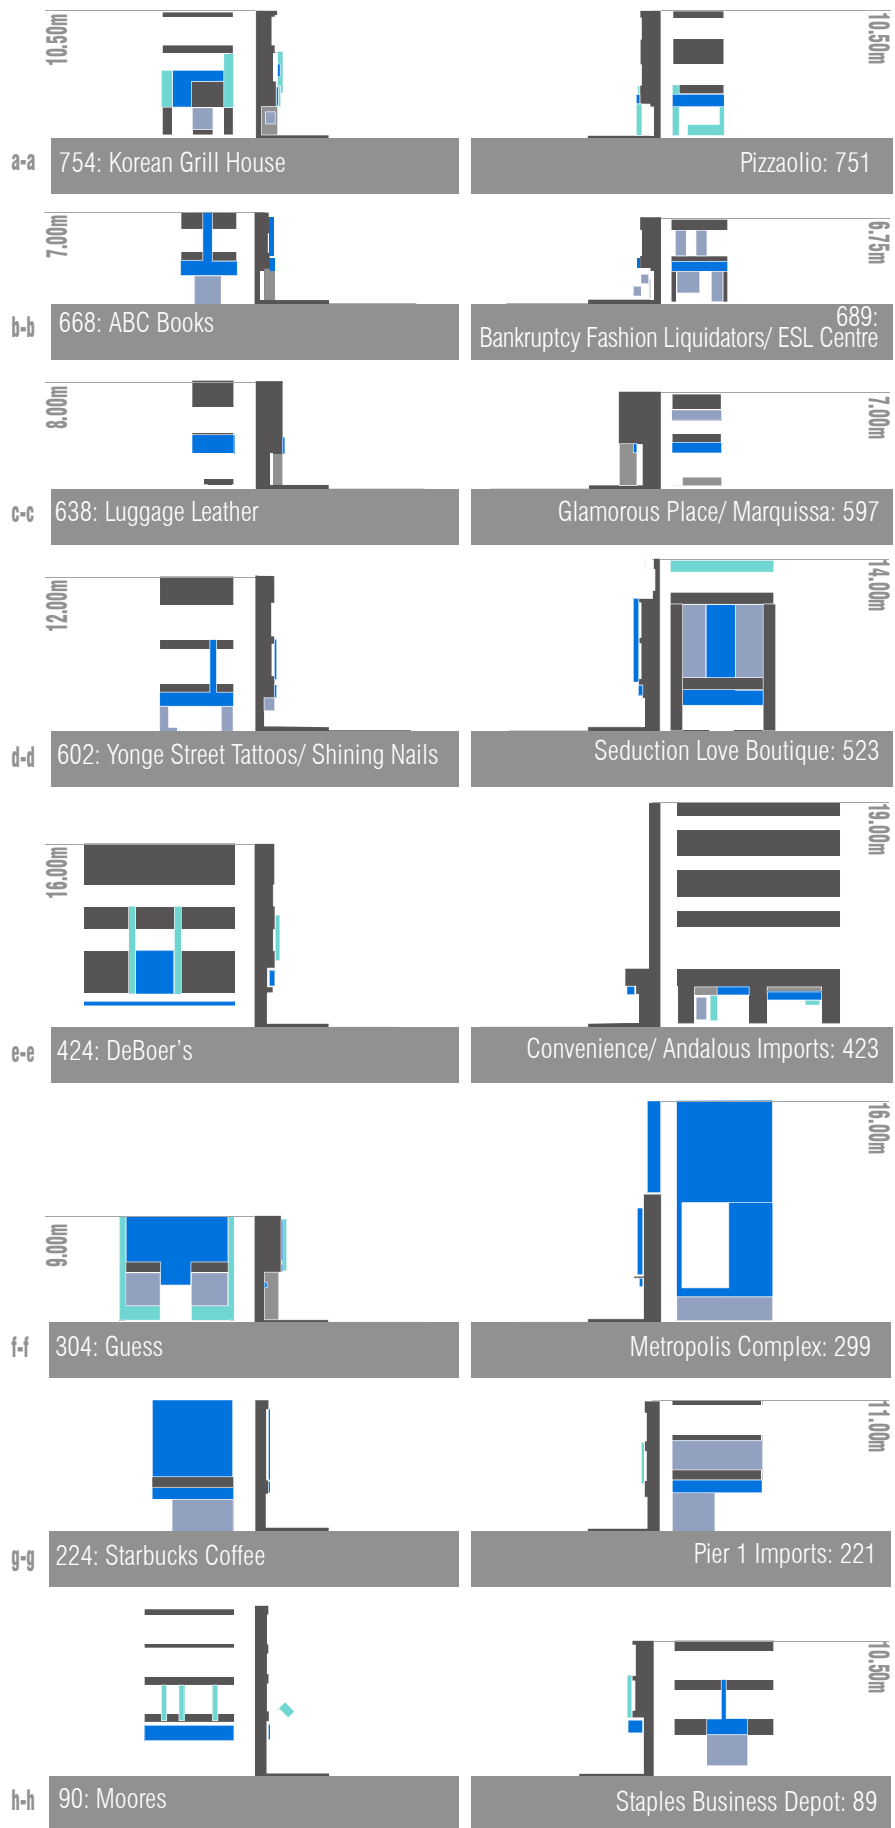 10.50m
10.50m
a-a
754: Korean Grill House
Pizzaolio: 751
7.00m
6.75m
b-b
668: ABC Books
689:
Bankruptcy Fashion Liquidators/ ESL Centre
8.00m
7.00m
c-c
638: Luggage Leather
Glamorous Place/ Marquissa: 597
12.00m
14.00m
d-d
602: Yonge Street Tattoos/ Shining Nails
Seduction Love Boutique: 523
16.00m
19.00m
e-e
424: DeBoer's
Convenience/ Andalous Imports: 423
9.00m
16.00m
f-f
304: Guess
Metropolis Complex: 299
11.00m
g-g
224: Starbucks Coffee
Pier 1 Imports: 221
10.50m
h-h
90: Moores
Staples Business Depot: 89